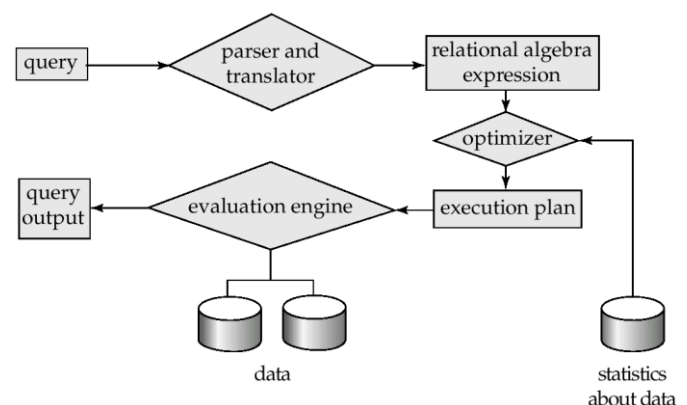 query
parser and
translator
relational algebra
expression
optimizer
query
output
evaluation engine
execution plan
data
statistics
about data